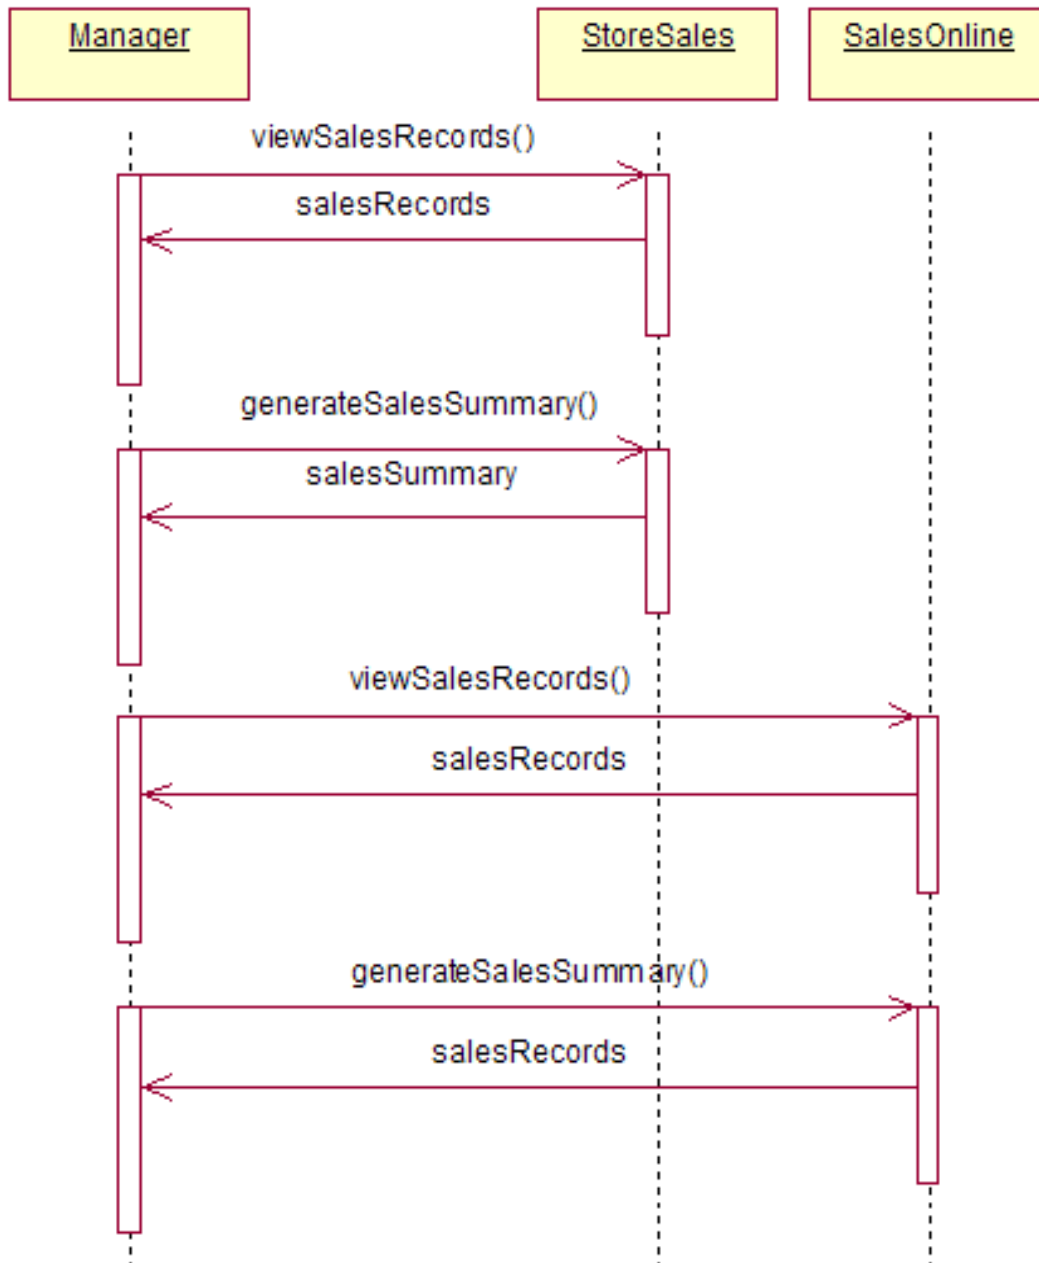 Manager
StoreSales
SalesOnline
viewSalesRecords()
salesRecords
generateSalesSummary()
salesSummary
viewSalesRecords()
salesRecords
generateSalesSummary()
salesRecords